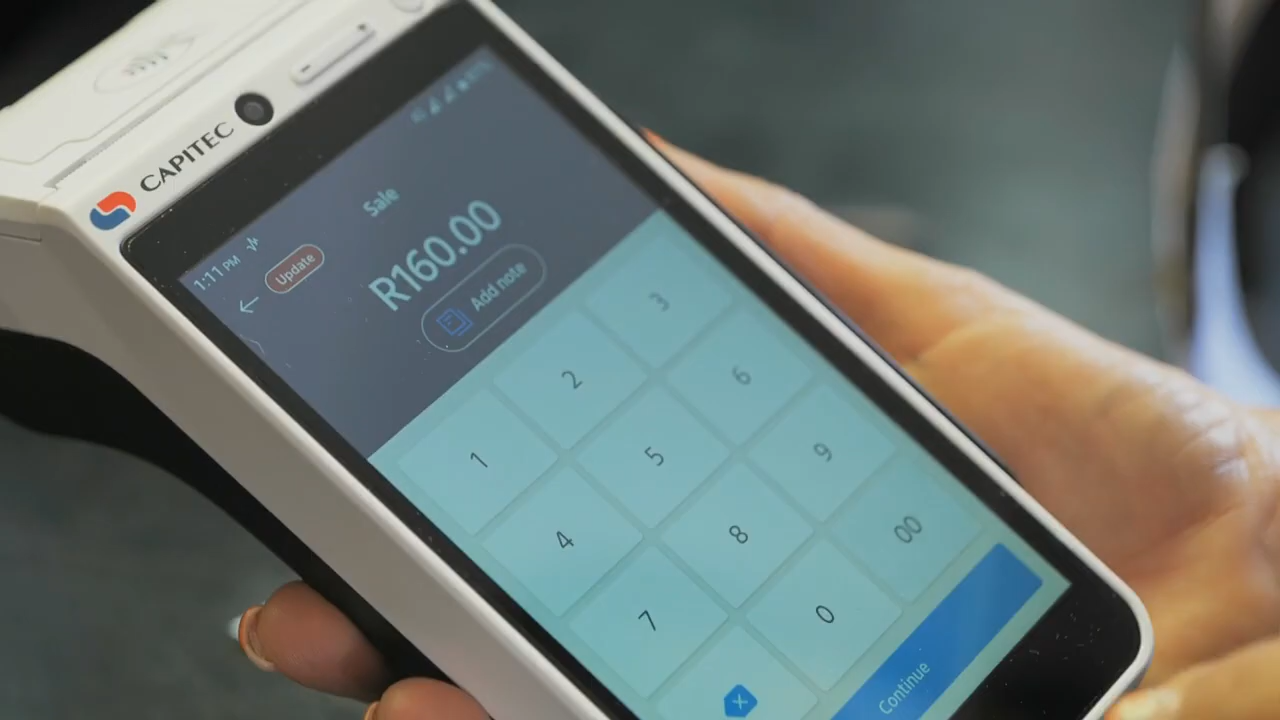 CAPITEC
1:11 PM
Update
Sale
R160.00
Add note
1 2 3
4 5 6
7 8 9
0 00
Continue